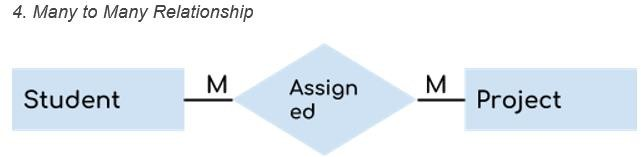 4. Many to Many Relationship
Student
M
Assign
ed
M
Project